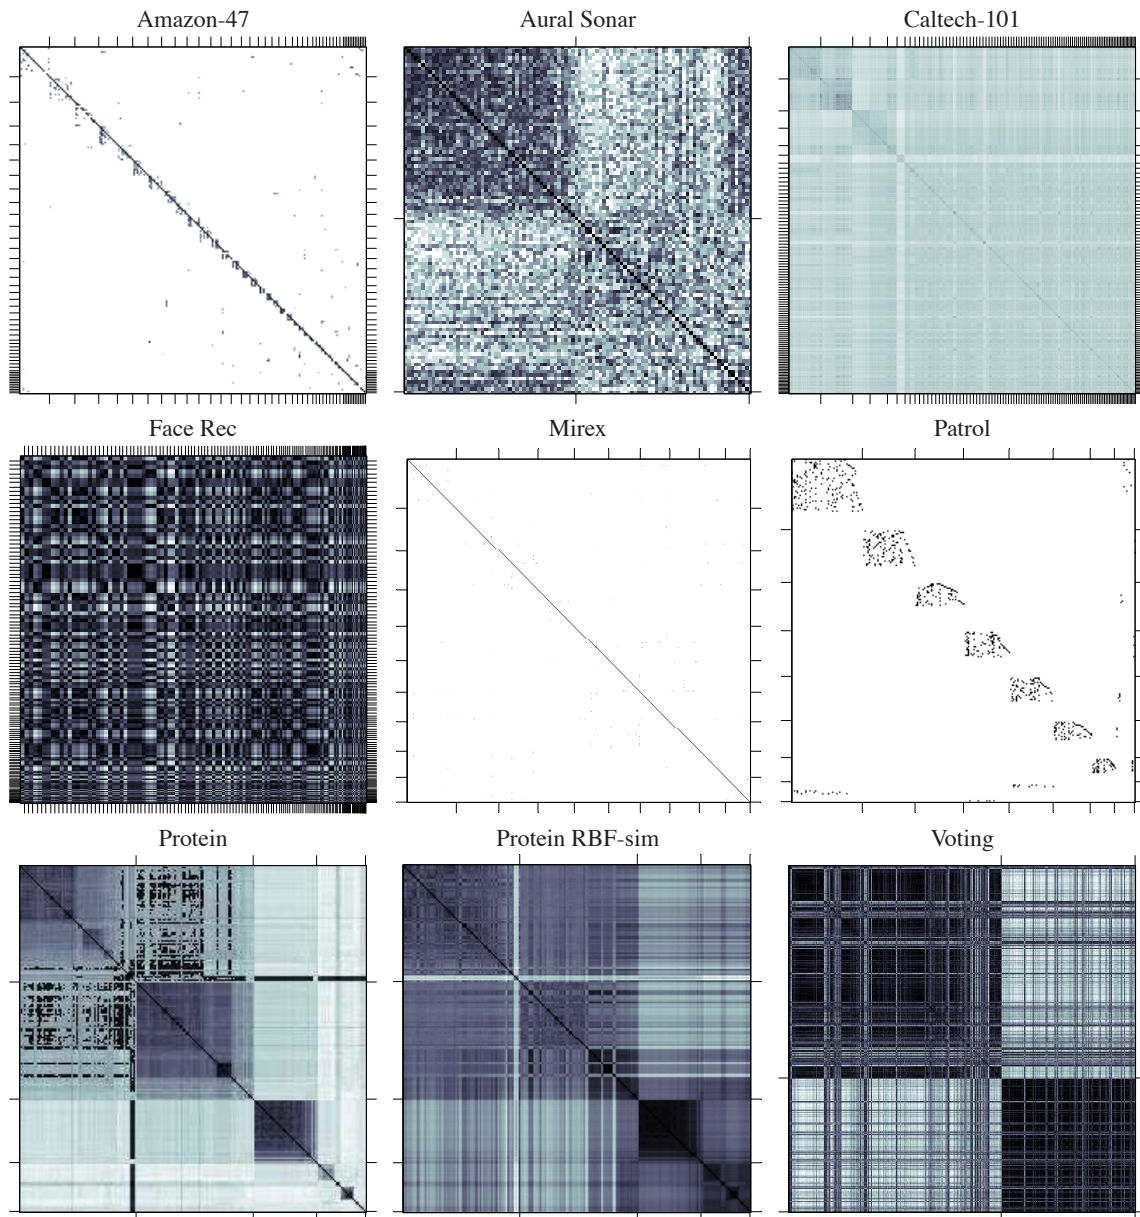 Amazon-47
Aural Sonar
Caltech-101
Face Rec
Mirex
Patrol
Protein
Protein RBF-sim
Voting